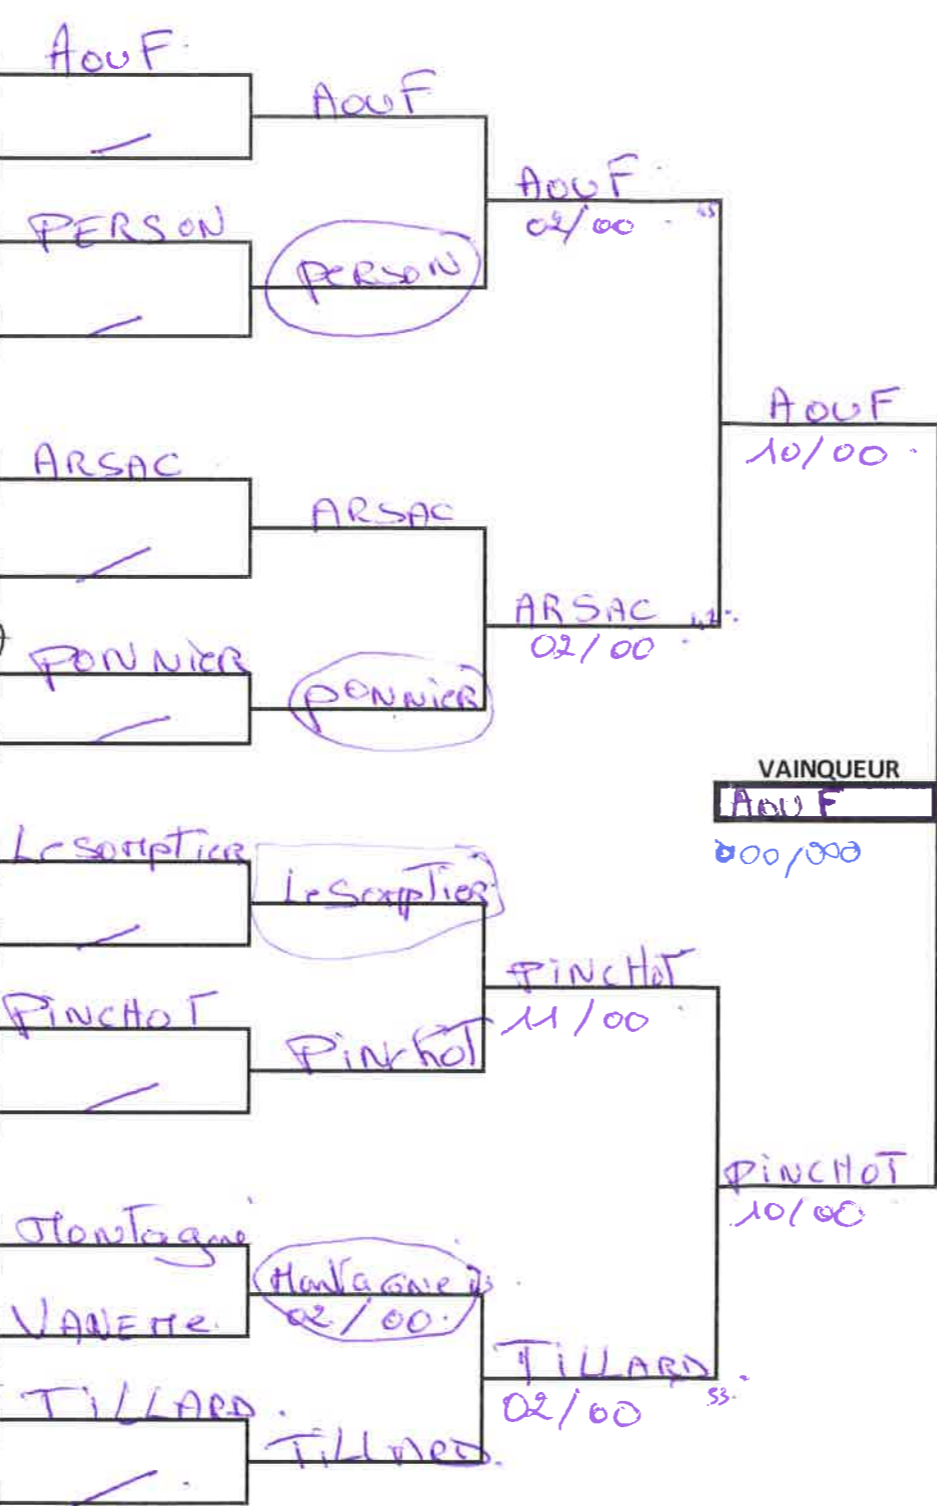 AOUF
PERSON
ARSAC
PONNIER
LeSOMPTIER
PINCHOT
Montagne
VANEME
TILLARD
AOUF
PERSON
ARSAC
PONNIER
LeSompTier
PINCHOT
Montagne
02/00
TILLARD
AOUF
02/00
ARSAC
02/00
PINCHOT
11/00
TILLARD
02/00
53
AOUF
10/00
PINCHOT
10/00
VAINQUEUR
AOUF
000/000